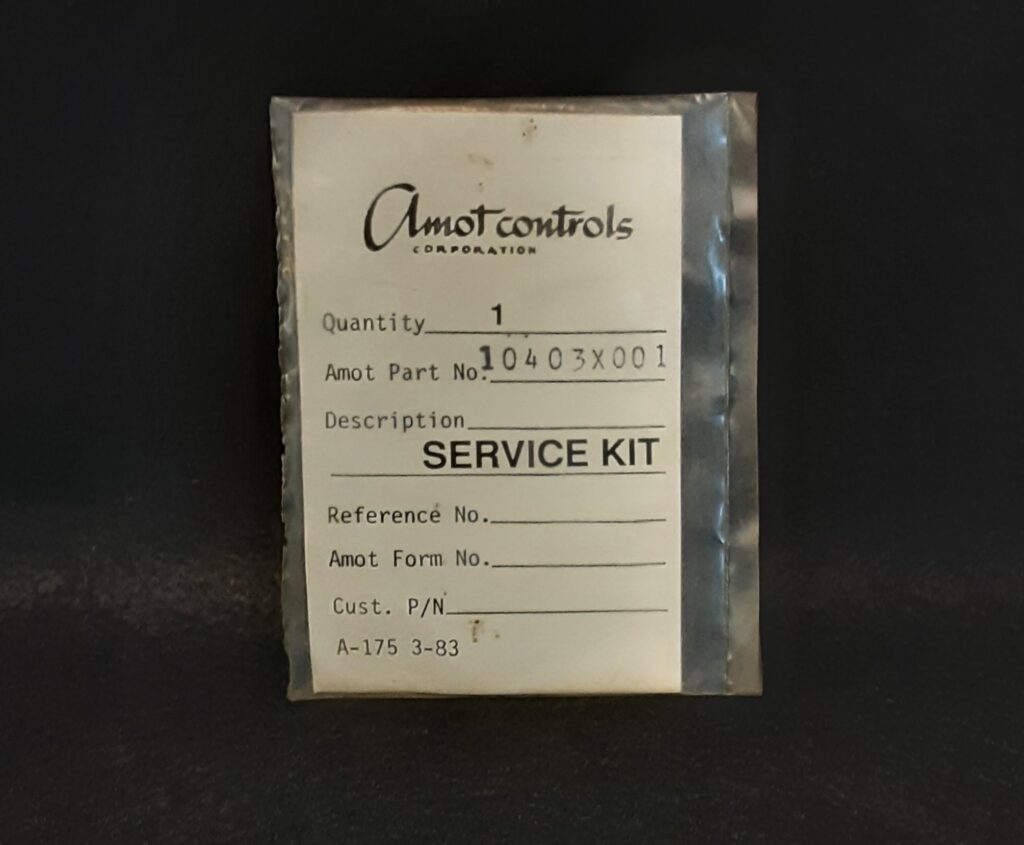 Amot controls
CORPORATION
Quantity 1
Amot Part No. 10403X001
Description
SERVICE KIT
Reference No.
Amot Form No.
Cust. P/N
A-175 3-83